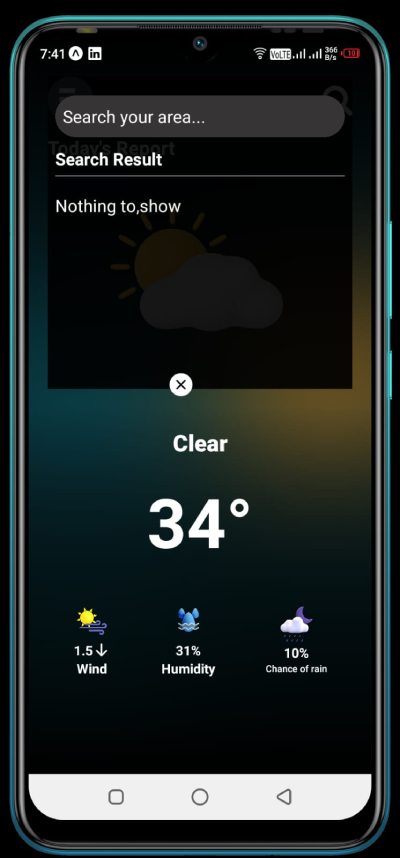 7:41 in VoLTE 366 B/s 10
Search your area...
Today's Report
Search Result
Nothing to,show
Clear
34°
1.5↓ 31% 10%
Wind Humidity Chance of rain